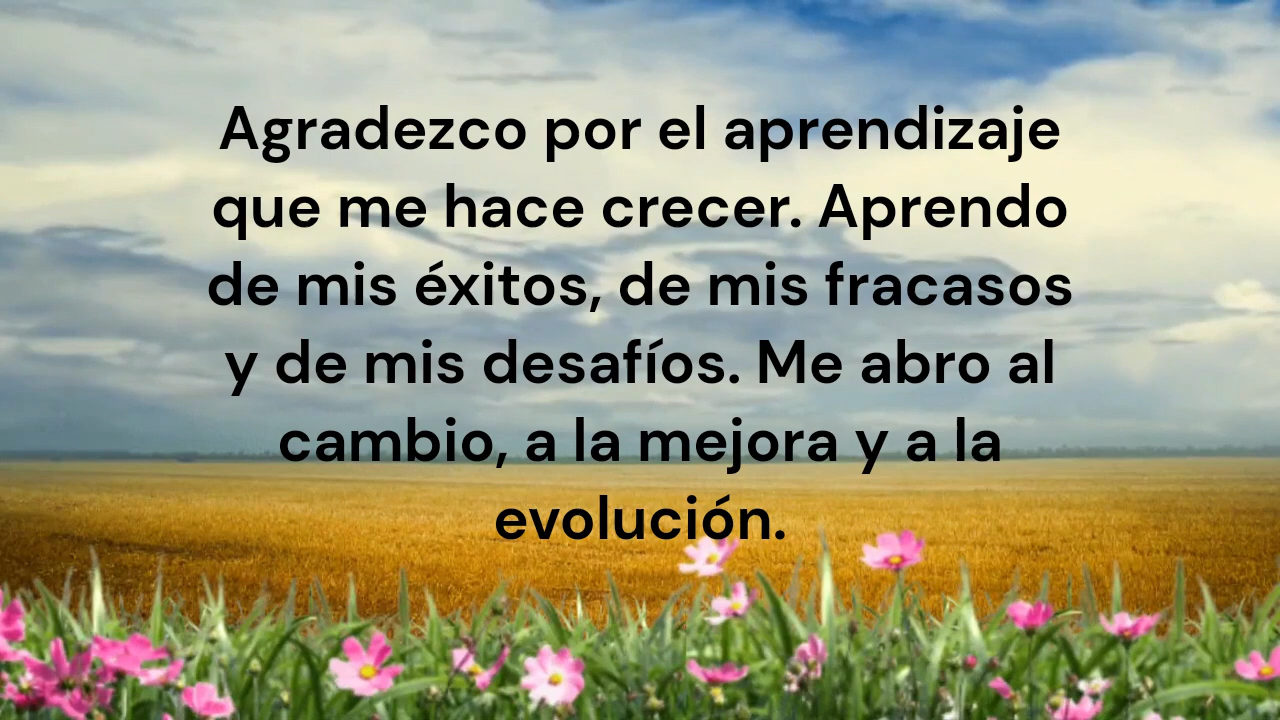 Agradezco por el aprendizaje
que me hace crecer. Aprendo
de mis éxitos, de mis fracasos
y de mis desafíos. Me abro al
cambio, a la mejora y a la
evolución.